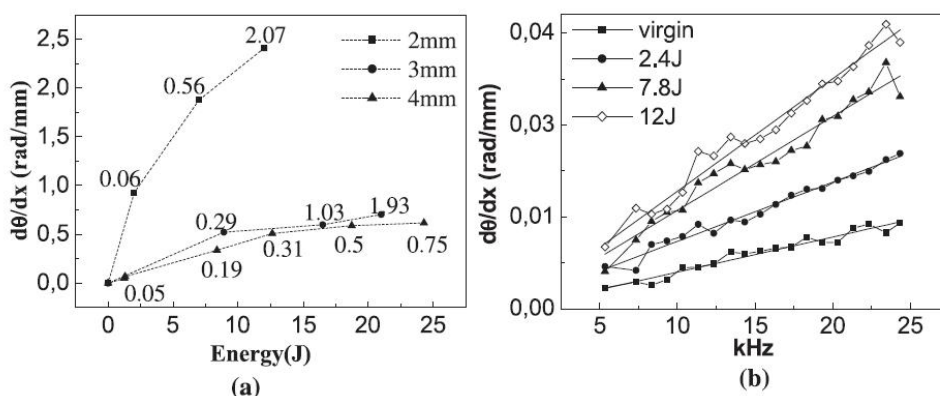 2,5
2,0
1,5
1,0
0,5
0,0
dθ/dx (rad/mm)
2.07
0.56
0.06
0.29
1.03
1.93
0.05
0.19
0.31
0.5
0.75
2mm
3mm
4mm
0 5 10 15 20 25
Energy(J)
(a)
0,04
0,03
0,01
0,00
dθ/dx (rad/mm)
virgin
2.4J
7.8J
12J
5 10 15 20 25
kHz
(b)